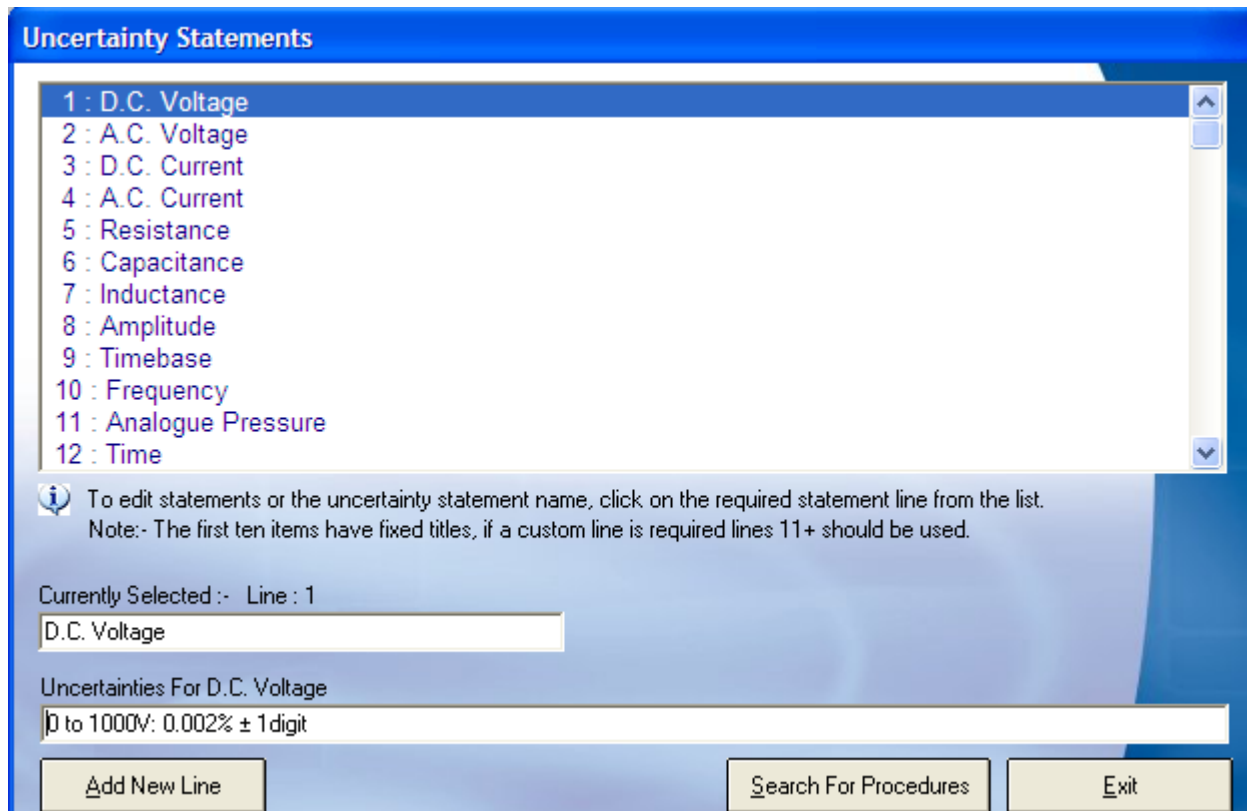 Uncertainty Statements
1 : D.C. Voltage
2 : A.C. Voltage
3 : D.C. Current
4 : A.C. Current
5 : Resistance
6 : Capacitance
7 : Inductance
8 : Amplitude
9 : Timebase
10 : Frequency
11 : Analogue Pressure
12 : Time
To edit statements or the uncertainty statement name, click on the required statement line from the list.
Note:- The first ten items have fixed titles, if a custom line is required lines 11+ should be used.
Currently Selected :- Line : 1
D.C. Voltage
Uncertainties For D.C. Voltage
0 to 1000V: 0.002% ± 1digit
Add New Line Search For Procedures Exit